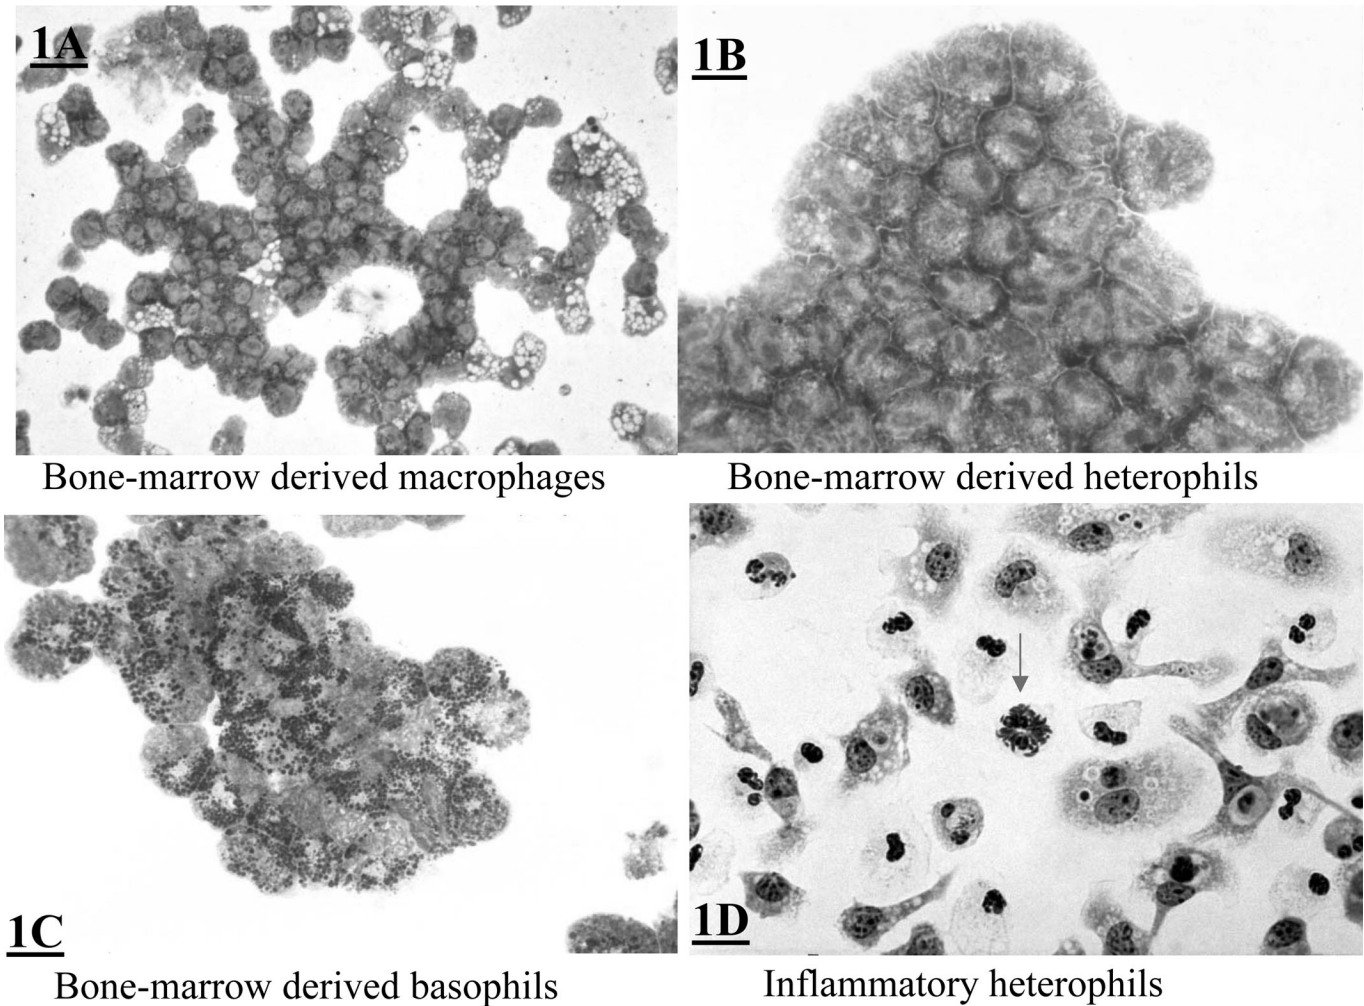 1A
1B
Bone-marrow derived macrophages
Bone-marrow derived heterophils
1C
1D
Bone-marrow derived basophils
Inflammatory heterophils